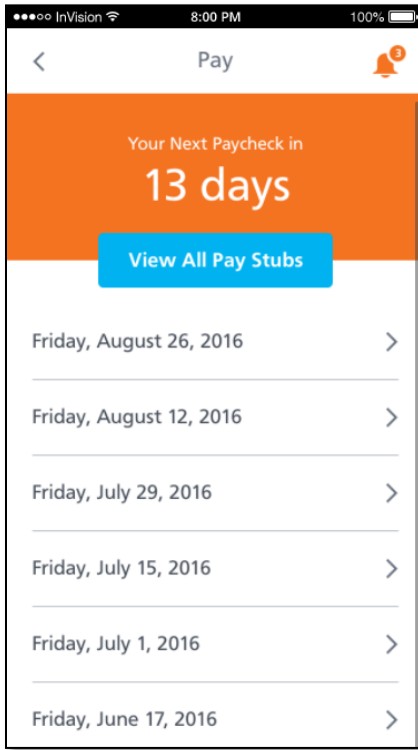 InVision 8:00 PM 100%
Pay
3
Your Next Paycheck in
13 days
View All Pay Stubs
Friday, August 26, 2016
Friday, August 12, 2016
Friday, July 29, 2016
Friday, July 15, 2016
Friday, July 1, 2016
Friday, June 17, 2016